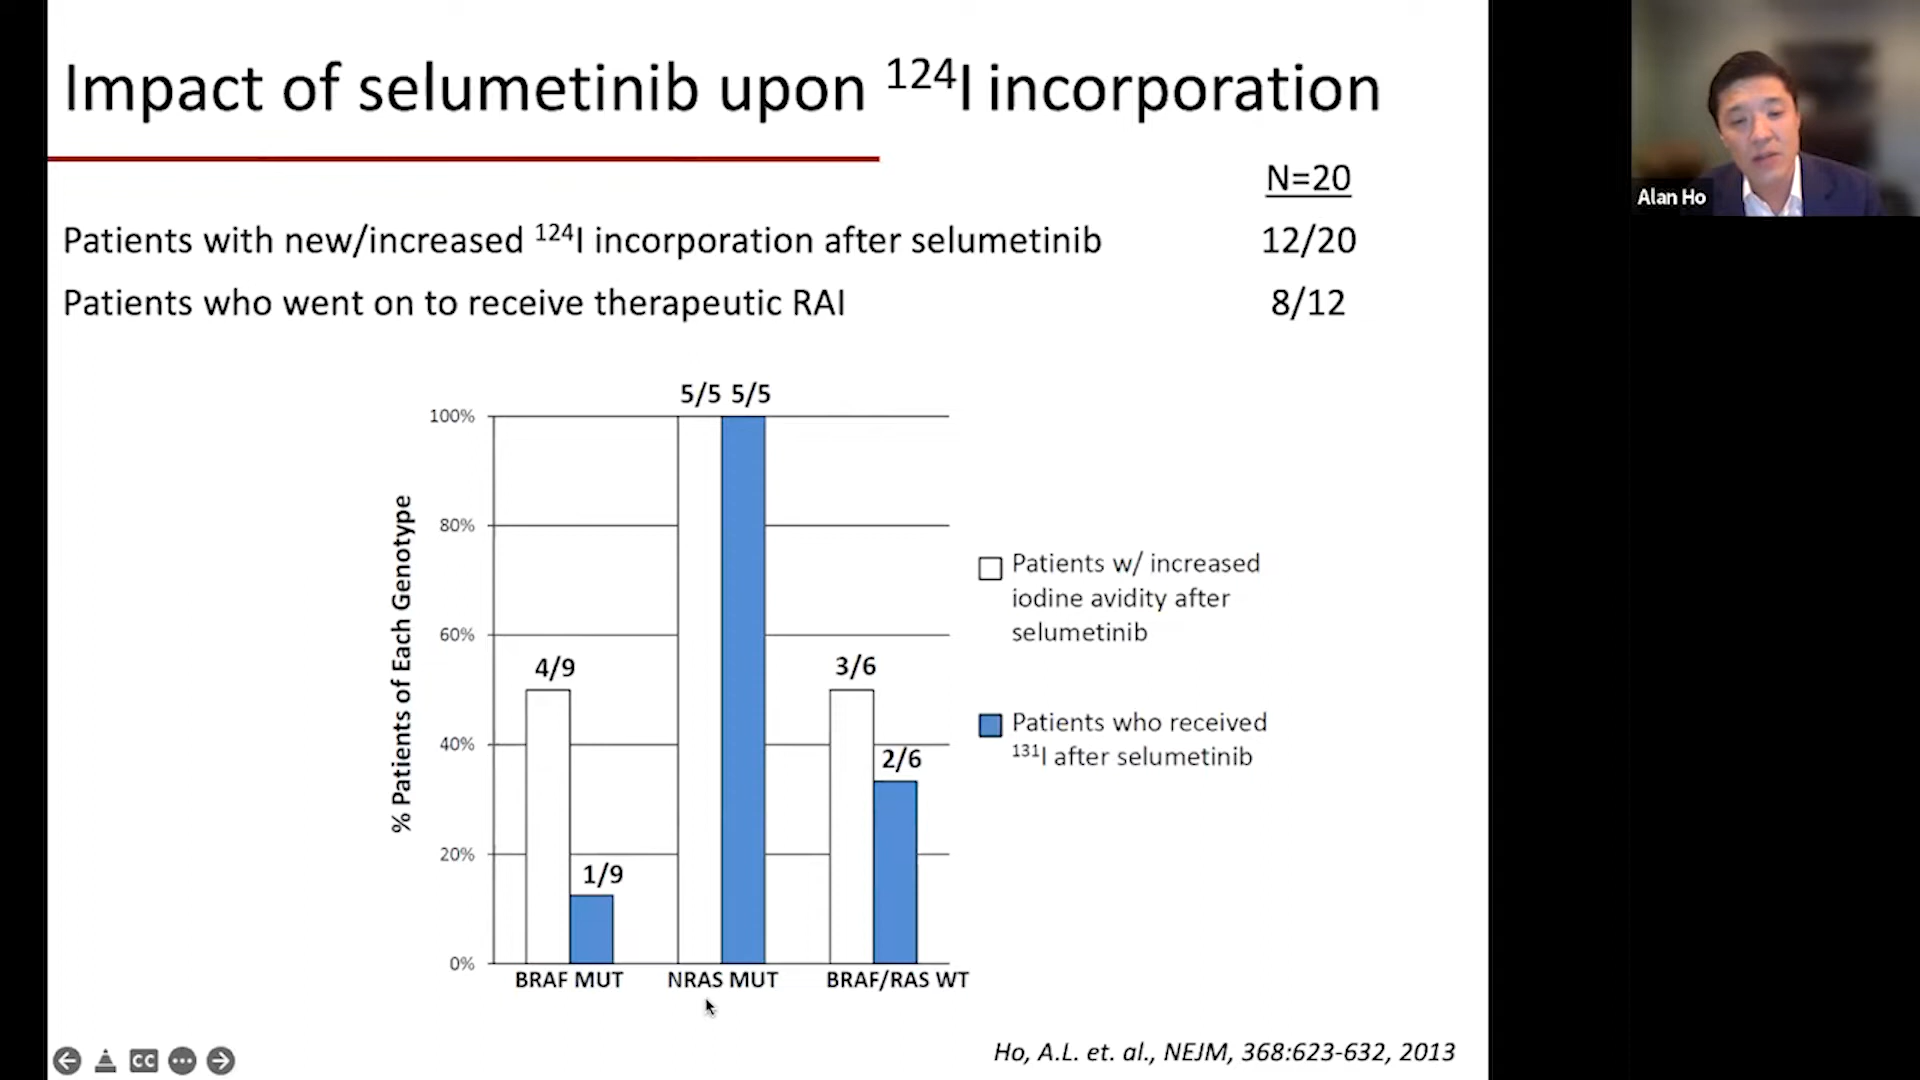 Impact of selumetinib upon ¹²⁴I incorporation
N=20
Patients with new/increased ¹²⁴I incorporation after selumetinib 12/20
Patients who went on to receive therapeutic RAI 8/12
5/5 5/5
100%
80%
60%
40%
20%
0%
% Patients of Each Genotype
4/9
1/9
3/6
2/6
BRAF MUT NRAS MUT BRAF/RAS WT
Patients w/ increased
iodine avidity after
selumetinib
Patients who received
¹³¹I after selumetinib
Ho, A.L. et. al., NEJM, 368:623-632, 2013
CC
Alan Ho